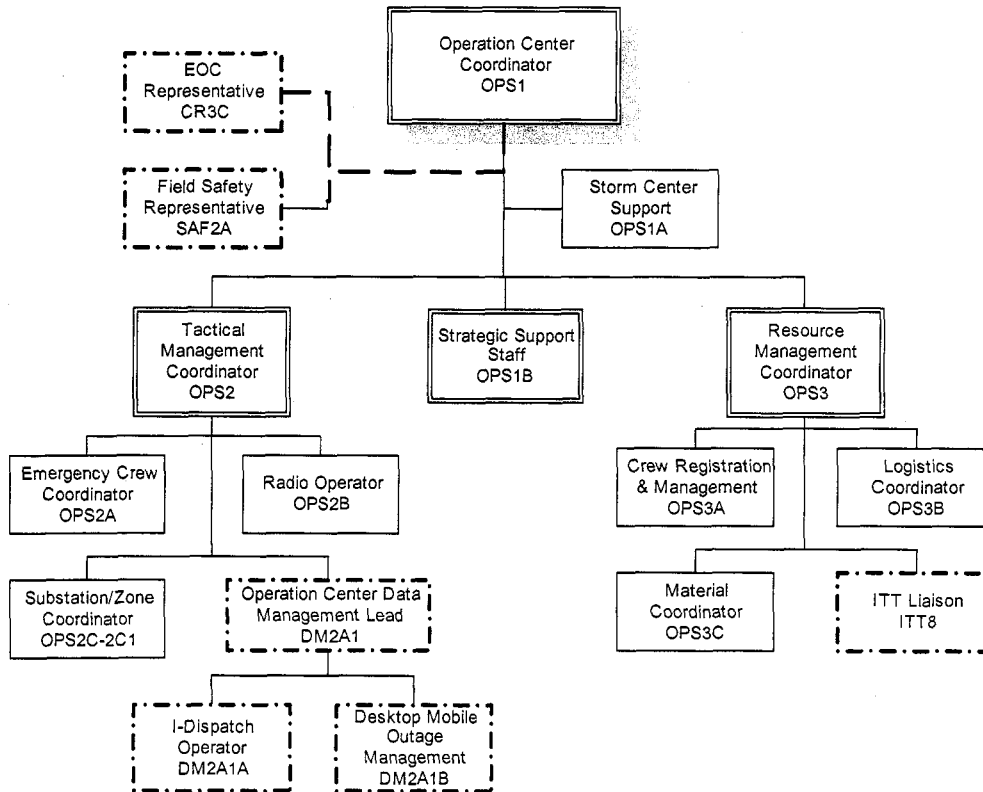 Operation Center
Coordinator
OPS1
EOC
Representative
CR3C
Field Safety
Representative
SAF2A
Storm Center
Support
OPS1A
Tactical
Management
Coordinator
OPS2
Strategic Support
Staff
OPS1B
Resource
Management
Coordinator
OPS3
Emergency Crew
Coordinator
OPS2A
Radio Operator
OPS2B
Crew Registration
& Management
OPS3A
Logistics
Coordinator
OPS3B
Substation/Zone
Coordinator
OPS2C-2C1
Operation Center Data
Management Lead
DM2A1
Material
Coordinator
OPS3C
ITT Liaison
ITT8
I-Dispatch
Operator
DM2A1A
Desktop Mobile
Outage
Management
DM2A1B